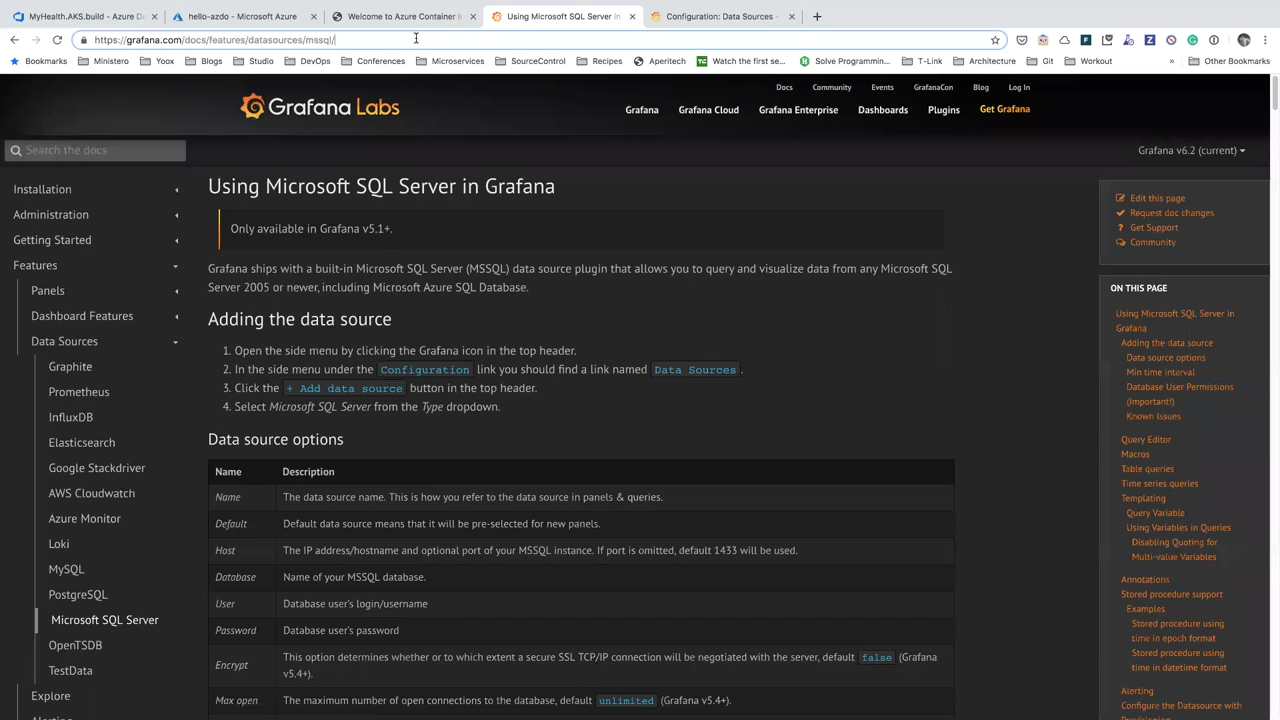 MyHealth.AKS.build - Azure D
hello-azdo - Microsoft Azure
Welcome to Azure Container I
Using Microsoft SQL Server in
Configuration: Data Sources -
https://grafana.com/docs/features/datasources/mssql/
Bookmarks
Ministero
Yoox
Blogs
Studio
DevOps
Conferences
Microservices
SourceControl
Recipes
Aperitech
Watch the first se...
Solve Programmin...
T-Link
Architecture
Git
Workout
»
Other Bookmarks
Docs
Community
Events
GrafanaCon
Blog
Log In
Grafana Labs
Grafana
Grafana Cloud
Grafana Enterprise
Dashboards
Plugins
Get Grafana
Search the docs
Grafana v6.2 (current)
Installation
Administration
Getting Started
Features
Panels
Dashboard Features
Data Sources
Graphite
Prometheus
InfluxDB
Elasticsearch
Google Stackdriver
AWS Cloudwatch
Azure Monitor
Loki
MySQL
PostgreSQL
Microsoft SQL Server
OpenTSDB
TestData
Explore
Alerting
Using Microsoft SQL Server in Grafana
Only available in Grafana v5.1+.
Grafana ships with a built-in Microsoft SQL Server (MSSQL) data source plugin that allows you to query and visualize data from any Microsoft SQL
Server 2005 or newer, including Microsoft Azure SQL Database.
Adding the data source
1. Open the side menu by clicking the Grafana icon in the top header.
2. In the side menu under the Configuration link you should find a link named Data Sources.
3. Click the + Add data source button in the top header.
4. Select Microsoft SQL Server from the Type dropdown.
Data source options
Name Description
Name The data source name. This is how you refer to the data source in panels & queries.
Default Default data source means that it will be pre-selected for new panels.
Host The IP address/hostname and optional port of your MSSQL instance. If port is omitted, default 1433 will be used.
Database Name of your MSSQL database.
User Database user's login/username
Password Database user's password
Encrypt This option determines whether or to which extent a secure SSL TCP/IP connection will be negotiated with the server, default false (Grafana
v5.4+).
Max open The maximum number of open connections to the database, default unlimited (Grafana v5.4+).
Edit this page
Request doc changes
Get Support
Community
ON THIS PAGE
Using Microsoft SQL Server in
Grafana
Adding the data source
Data source options
Min time interval
Database User Permissions
(Important!)
Known Issues
Query Editor
Macros
Table queries
Time series queries
Templating
Query Variable
Using Variables in Queries
Disabling Quoting for
Multi-value Variables
Annotations
Stored procedure support
Examples
Stored procedure using
time in epoch format
Stored procedure using
time in datetime format
Alerting
Configure the Datasource with